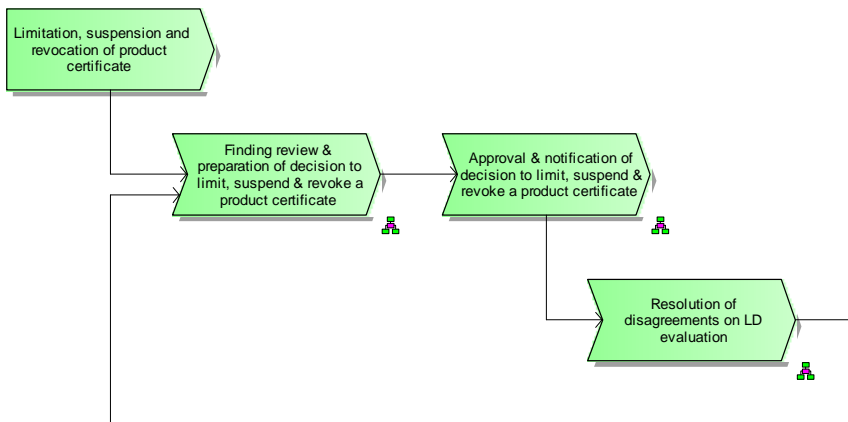 Limitation, suspension and
revocation of product
certificate
Finding review &
preparation of decision to
limit, suspend & revoke a
product certificate
Approval & notification of
decision to limit, suspend &
revoke a product certificate
Resolution of
disagreements on LD
evaluation